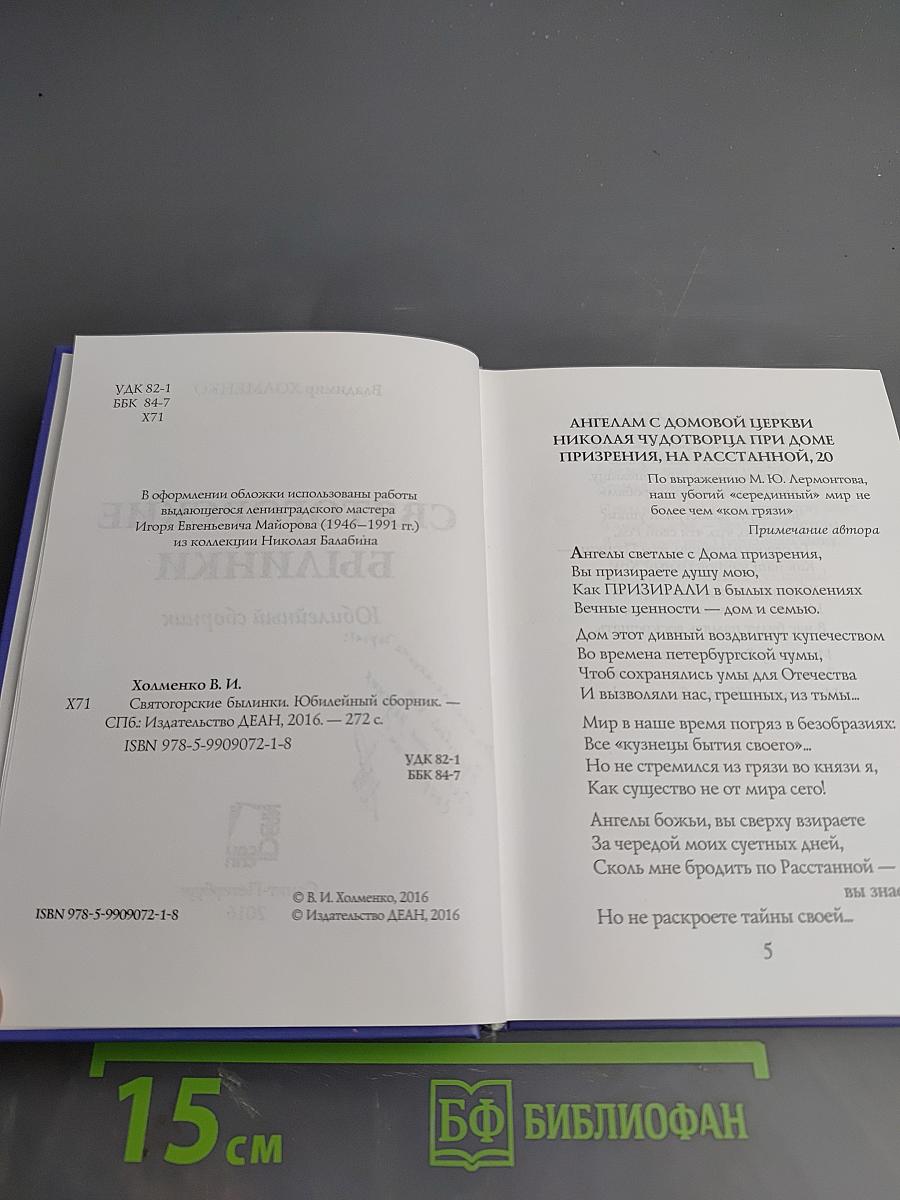 УДК 82-1
ББК 84-7
Х71
В оформлении обложки использованы работы
выдающегося ленинградского мастера
Игоря Евгеньевича Майорова (1946–1991 гг.)
из коллекции Николая Балабина
Холменко В. И.
Х71 Святогорские былинки. Юбилейный сборник. —
СПб.: Издательство ДЕАН, 2016. — 272 с.
ISBN 978-5-9909072-1-8
УДК 82-1
ББК 84-7
ISBN 978-5-9909072-1-8
© В. И. Холменко, 2016
© Издательство ДЕАН, 2016
АНГЕЛАМ С ДОМОВОЙ ЦЕРКВИ
НИКОЛАЯ ЧУДОТВОРЦА ПРИ ДОМЕ
ПРИЗРЕНИЯ, НА РАССТАННОЙ, 20
По выражению М. Ю. Лермонтова,
наш убогий «серединный» мир не
более чем «ком грязи»
Примечание автора
Ангелы светлые с Дома призрения,
Вы призираете душу мою,
Как ПРИЗИРАЛИ в былых поколениях
Вечные ценности — дом и семью.
Дом этот дивный воздвигнут купечеством
Во времена петербургской чумы,
Чтоб сохранялись умы для Отечества
И вызволяли нас, грешных, из тьмы...
Мир в наше время погряз в безобразиях:
Все «кузнецы бытия своего»...
Но не стремился из грязи во князи я,
Как существо не от мира сего!
Ангелы божьи, вы сверху взираете
За чередой моих суетных дней,
Сколь мне бродить по Расстанной —
вы зна
Но не раскроете тайны своей...
5
15 см
БФ БИБЛИОФАН